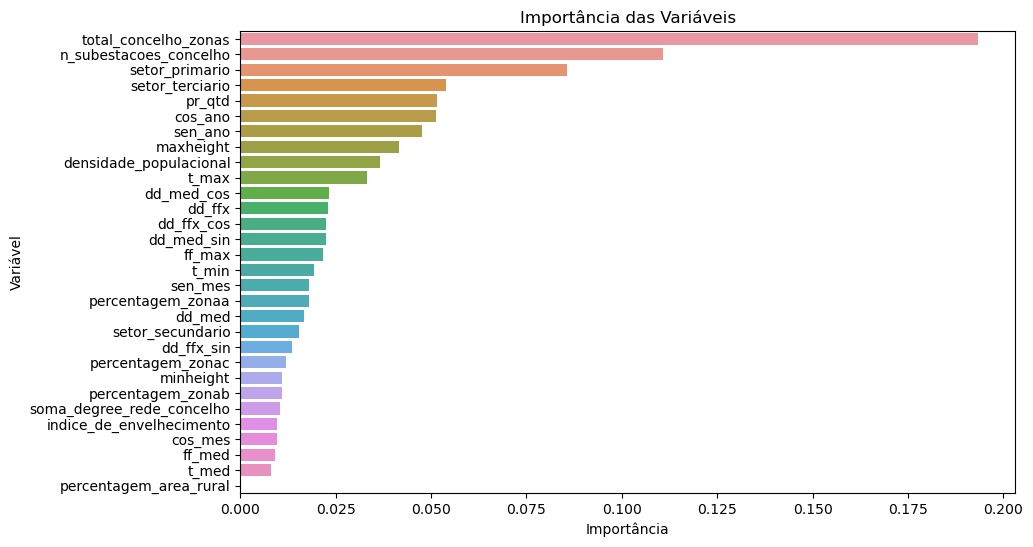 Importância das Variáveis
Variável
total_concelho_zonas
n_subestacoes_concelho
setor_primario
setor_terciario
pr_qtd
cos_ano
sen_ano
maxheight
densidade_populacional
t_max
dd_med_cos
dd_ffx
dd_ffx_cos
dd_med_sin
ff_max
t_min
sen_mes
percentagem_zonaa
dd_med
setor_secundario
dd_ffx_sin
percentagem_zonac
minheight
percentagem_zonab
soma_degree_rede_concelho
indice_de_envelhecimento
cos_mes
ff_med
t_med
percentagem_area_rural
0.000 0.025 0.050 0.075 0.100 0.125 0.150 0.175 0.200
Importância